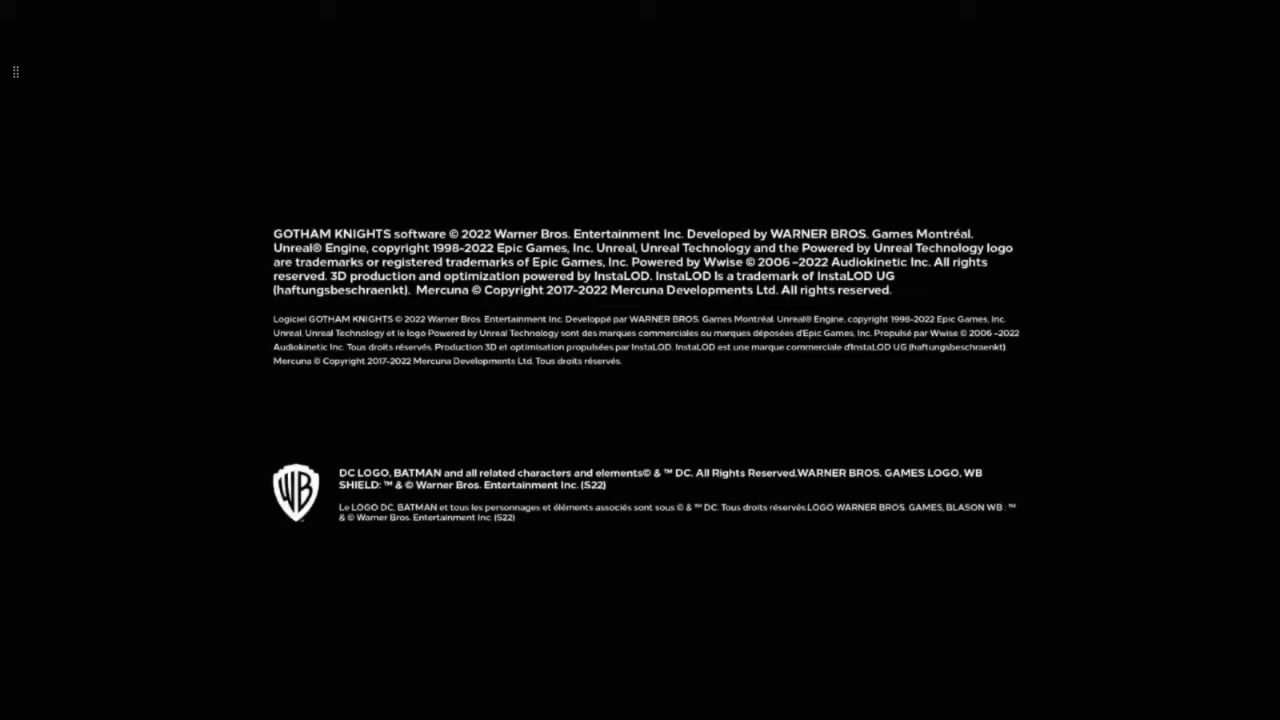 GOTHAM KNIGHTS software © 2022 Warner Bros. Entertainment Inc. Developed by WARNER BROS. Games Montréal.
Unreal® Engine, copyright 1998-2022 Epic Games, Inc. Unreal, Unreal Technology and the Powered by Unreal Technology logo
are trademarks or registered trademarks of Epic Games, Inc. Powered by Wwise © 2006 -2022 Audiokinetic Inc. All rights
reserved. 3D production and optimization powered by InstaLOD. InstaLOD Is a trademark of InstaLOD UG
(haftungsbeschraenkt). Mercuna © Copyright 2017-2022 Mercuna Developments Ltd. All rights reserved.
Logiciel GOTHAM KNIGHTS © 2022 Warner Bros. Entertainment Inc. Developpé par WARNER BROS. Games Montréal. Unreal® Engine, copyright 1998-2022 Epic Games, Inc.
Unreal, Unreal Technology et le logo Powered by Unreal Technology sont des marques commerciales ou marques déposées d'Epic Games, Inc. Propulsé par Wwise © 2006 -2022
Audiokinetic Inc. Tous droits réservés. Production 3D et optimisation propulsées par InstaLOD. InstaLOD est une marque commerciale d'InstaLOD UG (haftungsbeschraenkt)
Mercuna © Copyright 2017-2022 Mercuna Developments Ltd. Tous droits réservés.
WB
DC LOGO, BATMAN and all related characters and elements© & ™ DC. All Rights Reserved.WARNER BROS. GAMES LOGO, WB
SHIELD: ™ & © Warner Bros. Entertainment Inc. (S22)
Le LOGO DC, BATMAN et tous les personnages et éléments associés sont sous © & ™ DC. Tous droits réservés.LOGO WARNER BROS. GAMES, BLASON WB : ™
& © Warner Bros. Entertainment Inc. (S22)